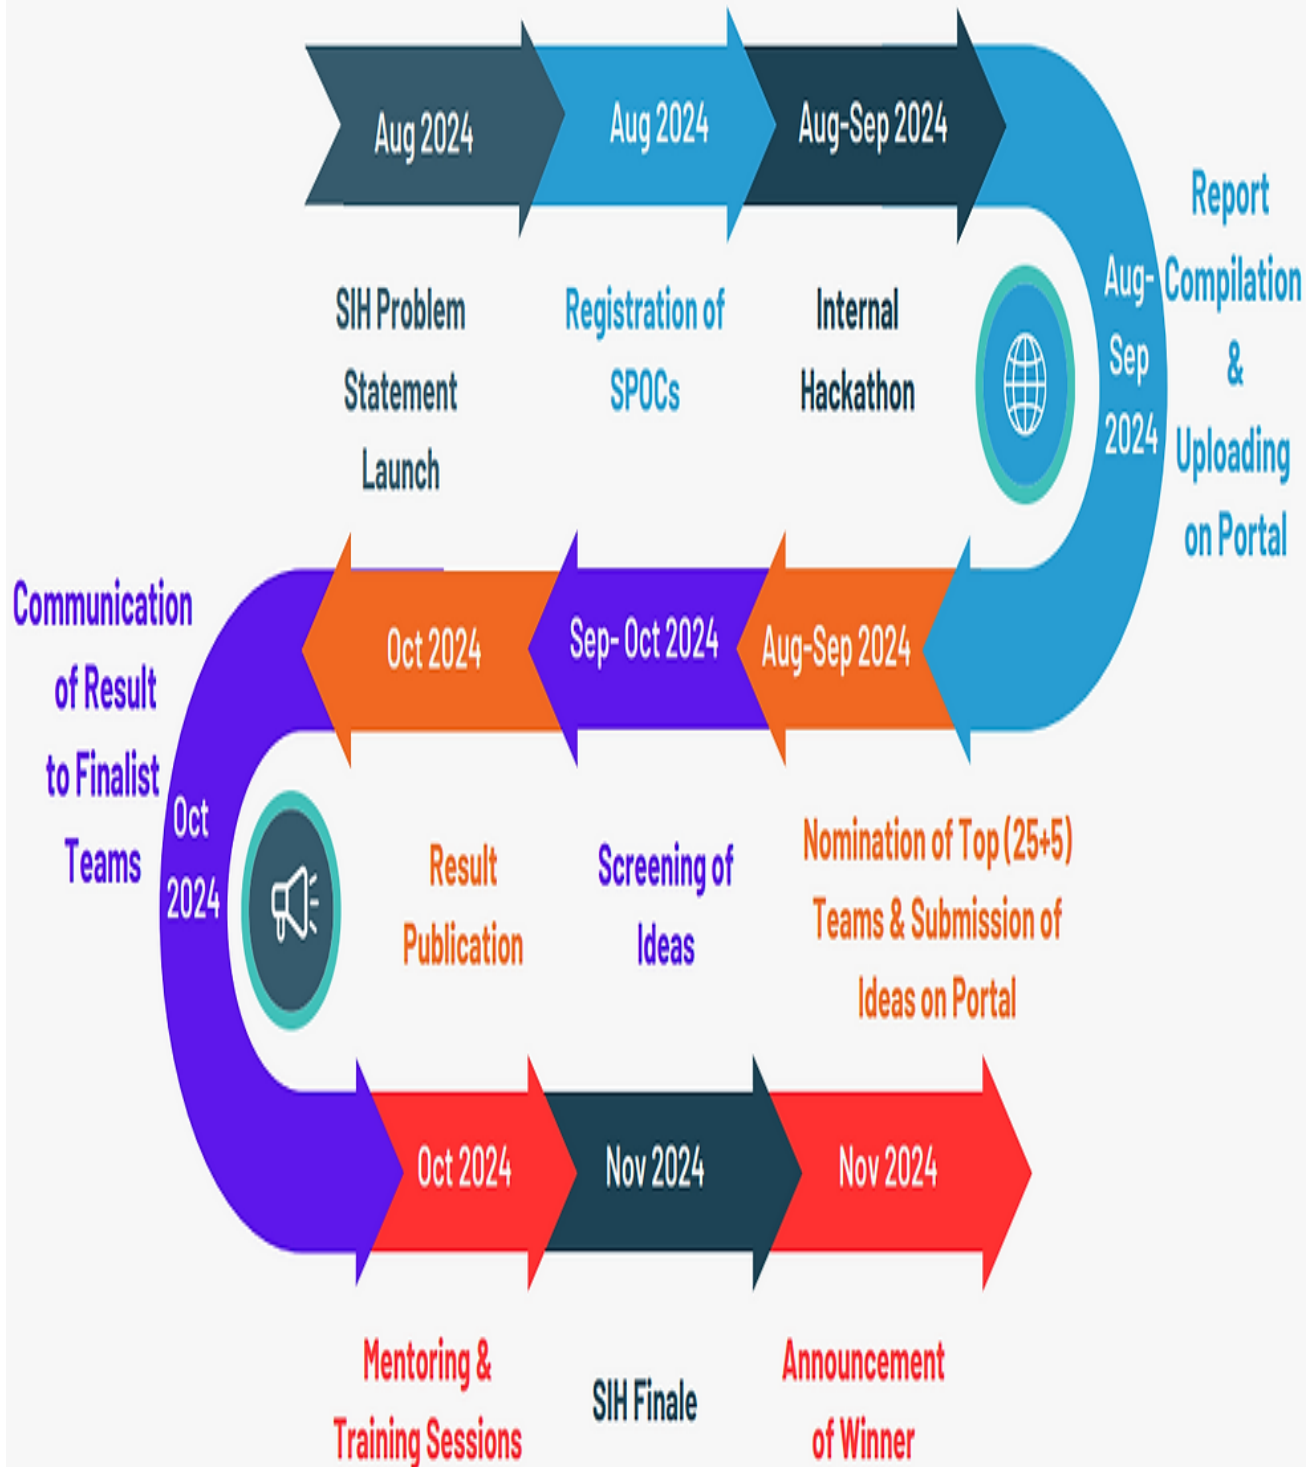 Aug 2024
Aug 2024
Aug-Sep 2024
SIH Problem
Statement
Launch
Registration of
SPOCs
Internal
Hackathon
Aug-
Sep
2024
Report
Compilation
&
Uploading
on Portal
Aug-Sep 2024
Nomination of Top (25+5)
Teams & Submission of
Ideas on Portal
Sep- Oct 2024
Screening of
Ideas
Oct 2024
Result
Publication
Communication
of Result
to Finalist
Teams
Oct
2024
Oct 2024
Nov 2024
Nov 2024
Mentoring &
Training Sessions
SIH Finale
Announcement
of Winner